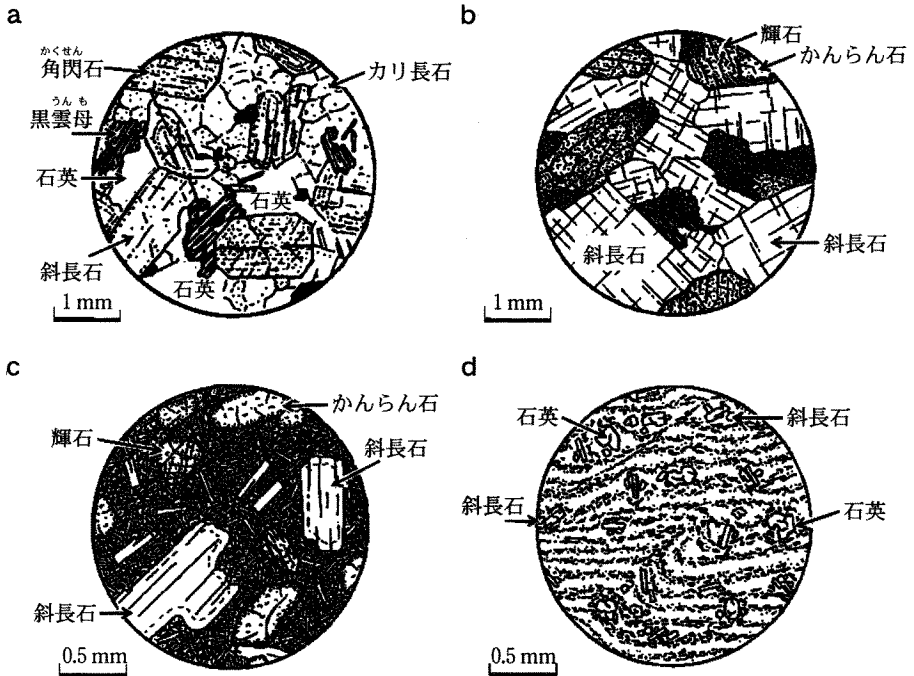 a
かくせん
角閃石
うんも
黒雲母
石英
斜長石
カリ長石
石英
石英
1 mm
b
輝石
かんらん石
斜長石
斜長石
1 mm
c
かんらん石
輝石
斜長石
斜長石
0.5 mm
d
石英
斜長石
斜長石
石英
0.5 mm